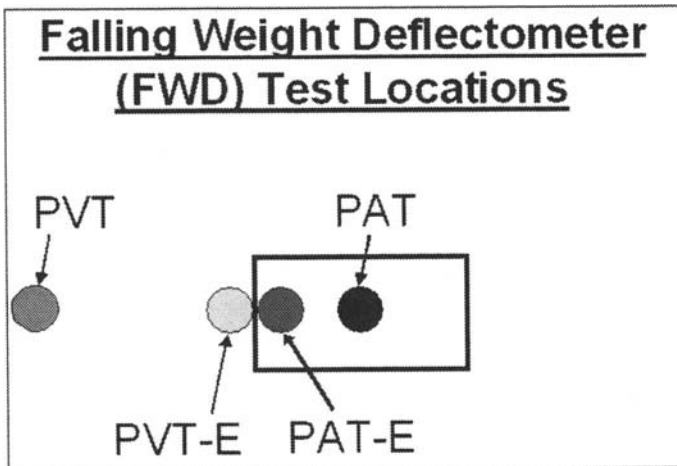 Falling Weight Deflectometer
(FWD) Test Locations
PVT
PAT
PVT-E
PAT-E